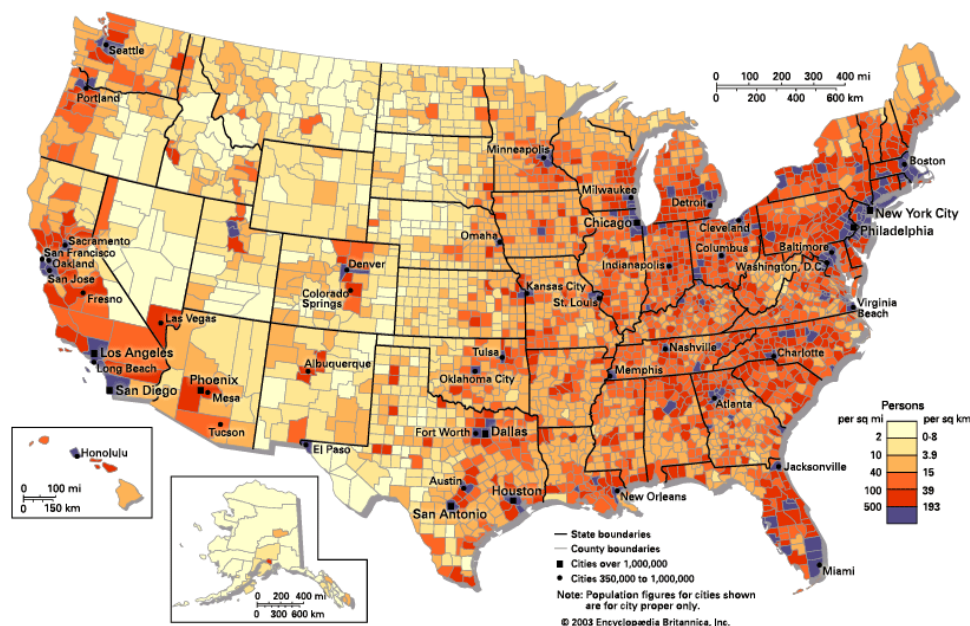 Seattle
Portland
400 mi
0 100 200 300 400 mi
0 200 400 600 km
Minneapolis
Boston
Milwaukee
Detroit
New York City
Chicago
Cleveland
Philadelphia
Sacramento
San Francisco
Oakland
San Jose
Fresno
Omaha
Columbus
Baltimore
Indianapolis
Washington, D.C.
Denver
Colorado
Springs
Kansas City
St. Louis
Virginia
Beach
Las Vegas
Los Angeles
Long Beach
San Diego
Albuquerque
Tulsa
Nashville
Charlotte
Oklahoma City
Memphis
Phoenix
Mesa
Tucson
Atlanta
Fort Worth
Dallas
El Paso
Persons
per sq mi per sq km
2 0-8
10 3.9
40 15
100 39
500 193
Honolulu
0 100 mi
0 150 km
Austin
Houston
San Antonio
New Orleans
Jacksonville
Miami
0 200 400 mi
0 300 600 km
State boundaries
County boundaries
Cities over 1,000,000
Cities 350,000 to 1,000,000
Note: Population figures for cities shown
are for city proper only.
© 2003 Encyclopædia Britannica, Inc.